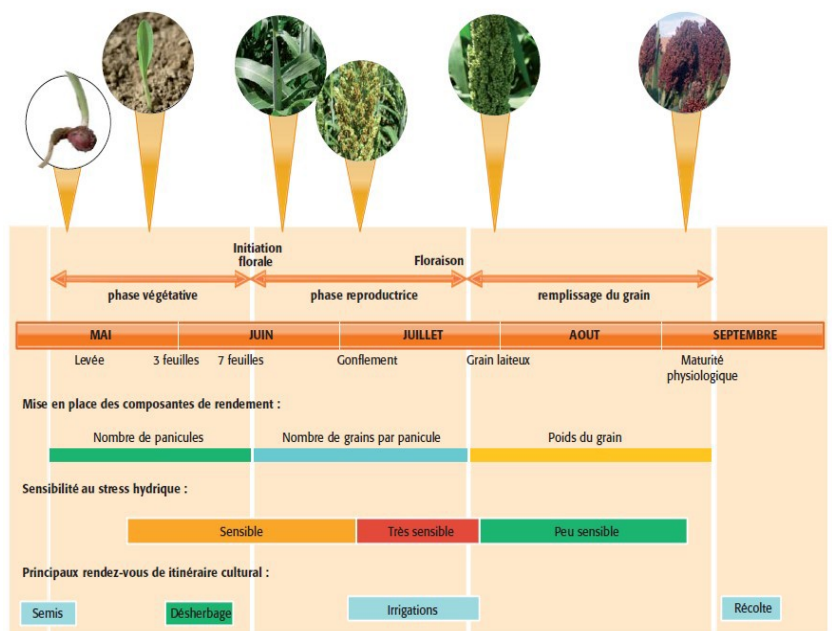 Initiation
florale
Floraison
phase végétative
phase reproductrice
remplissage du grain
MAI
JUIN
JUILLET
AOUT
SEPTEMBRE
Levée
3 feuilles
7 feuilles
Gonflement
Grain laiteux
Maturité
physiologique
Mise en place des composantes de rendement :
Nombre de panicules
Nombre de grains par panicule
Poids du grain
Sensibilité au stress hydrique :
Sensible
Très sensible
Peu sensible
Principaux rendez-vous de itinéraire cultural :
Semis
Désherbage
Irrigations
Récolte